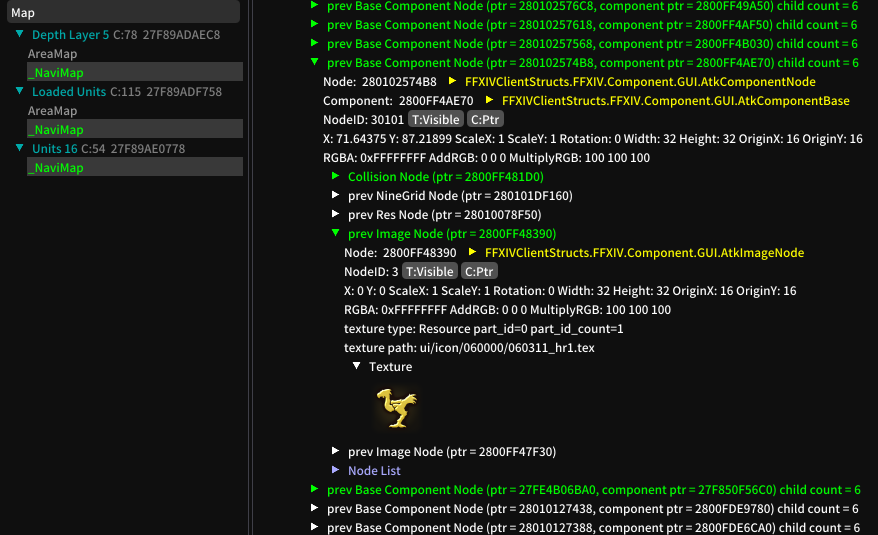 Map
Depth Layer 5 C:78 27F89ADAEC8
AreaMap
_NaviMap
Loaded Units C:115 27F89ADF758
AreaMap
_NaviMap
Units 16 C:54 27F89AE0778
_NaviMap
prev Base Component Node (ptr = 280102576C8, component ptr = 2800FF49A50) child count = 6
prev Base Component Node (ptr = 28010257618, component ptr = 2800FF4AF50) child count = 6
prev Base Component Node (ptr = 28010257568, component ptr = 2800FF4B030) child count = 6
prev Base Component Node (ptr = 2801025​74B8, component ptr = 2800FF4AE70) child count = 6
Node: 2801025​74B8 FFXIVClientStructs.FFXIV.Component.GUI.AtkComponentNode
Component: 2800FF4AE70 FFXIVClientStructs.FFXIV.Component.GUI.AtkComponentBase
NodeID: 30101 T:Visible C:Ptr
X: 71.64375 Y: 87.21899 ScaleX: 1 ScaleY: 1 Rotation: 0 Width: 32 Height: 32 OriginX: 16 OriginY: 16
RGBA: 0xFFFFFFFF AddRGB: 0 0 0 MultiplyRGB: 100 100 100
Collision Node (ptr = 2800FF481D0)
prev NineGrid Node (ptr = 280101DF160)
prev Res Node (ptr = 28010078F50)
prev Image Node (ptr = 2800FF48390)
Node: 2800FF48390 FFXIVClientStructs.FFXIV.Component.GUI.AtkImageNode
NodeID: 3 T:Visible C:Ptr
X: 0 Y: 0 ScaleX: 1 ScaleY: 1 Rotation: 0 Width: 32 Height: 32 OriginX: 16 OriginY: 16
RGBA: 0xFFFFFFFF AddRGB: 0 0 0 MultiplyRGB: 100 100 100
texture type: Resource part_id=0 part_id_count=1
texture path: ui/icon/060000/060311_hr1.tex
Texture
prev Image Node (ptr = 2800FF47F30)
Node List
prev Base Component Node (ptr = 27FE4B06BA0, component ptr = 27F850F56C0) child count = 6
prev Base Component Node (ptr = 28010127438, component ptr = 2800FDE9780) child count = 6
prev Base Component Node (ptr = 28010127388, component ptr = 2800FDE6CA0) child count = 6